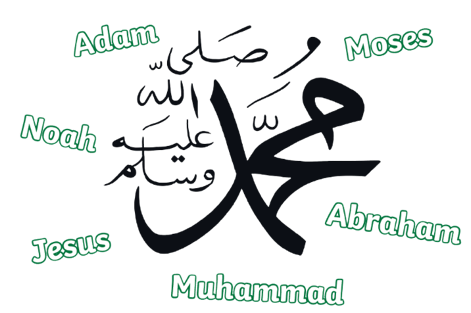 Adam
Moses
صلى
الله
عليه
وسلم
محمد
Noah
Abraham
Jesus
Muhammad